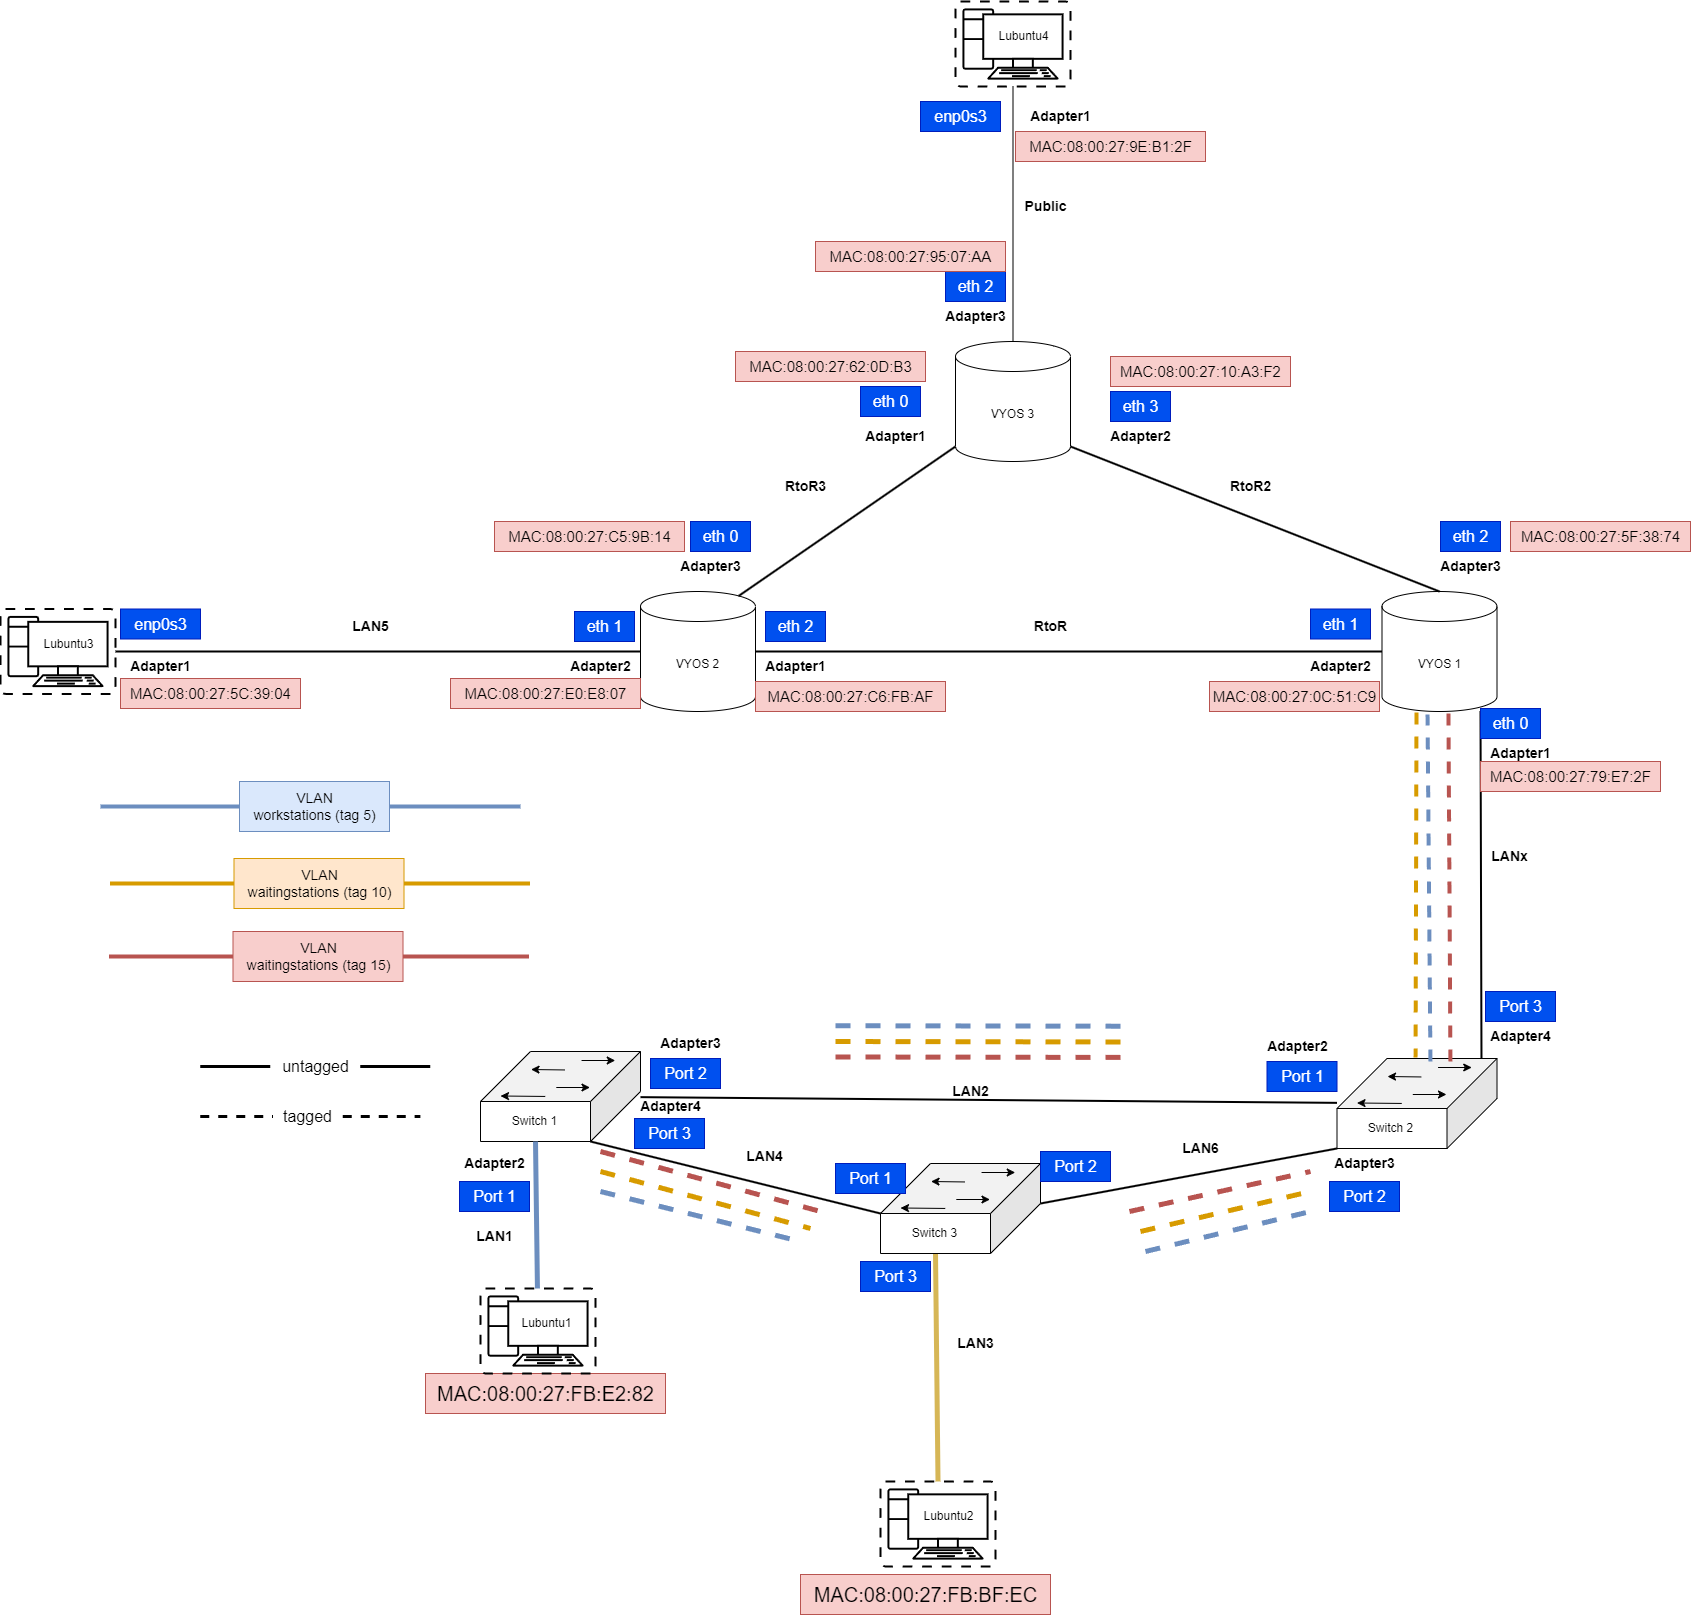 Lubuntu4
enp0s3
Adapter1
MAC:08:00:27:9E:B1:2F
Public
MAC:08:00:27:95:07:AA
eth 2
Adapter3
MAC:08:00:27:62:0D:B3
eth 0
Adapter1
VYOS 3
MAC:08:00:27:10:A3:F2
eth 3
Adapter2
RtoR3
RtoR2
MAC:08:00:27:C5:9B:14
eth 0
Adapter3
eth 2
MAC:08:00:27:5F:38:74
Adapter3
Lubuntu3
enp0s3
Adapter1
MAC:08:00:27:5C:39:04
LAN5
eth 1
Adapter2
MAC:08:00:27:E0:E8:07
VYOS 2
eth 2
Adapter1
MAC:08:00:27:C6:FB:AF
RtoR
eth 1
Adapter2
MAC:08:00:27:0C:51:C9
VYOS 1
eth 0
Adapter1
MAC:08:00:27:79:E7:2F
VLAN
workstations (tag 5)
VLAN
waitingstations (tag 10)
VLAN
waitingstations (tag 15)
LANx
Port 3
Adapter4
untagged
tagged
Adapter3
Port 2
Adapter4
Port 3
Switch 1
LAN2
Adapter2
Port 1
Switch 2
Adapter3
Port 2
Adapter2
Port 1
LAN1
LAN4
LAN6
Port 1
Port 2
Switch 3
Port 3
Lubuntu1
MAC:08:00:27:FB:E2:82
LAN3
Lubuntu2
MAC:08:00:27:FB:BF:EC